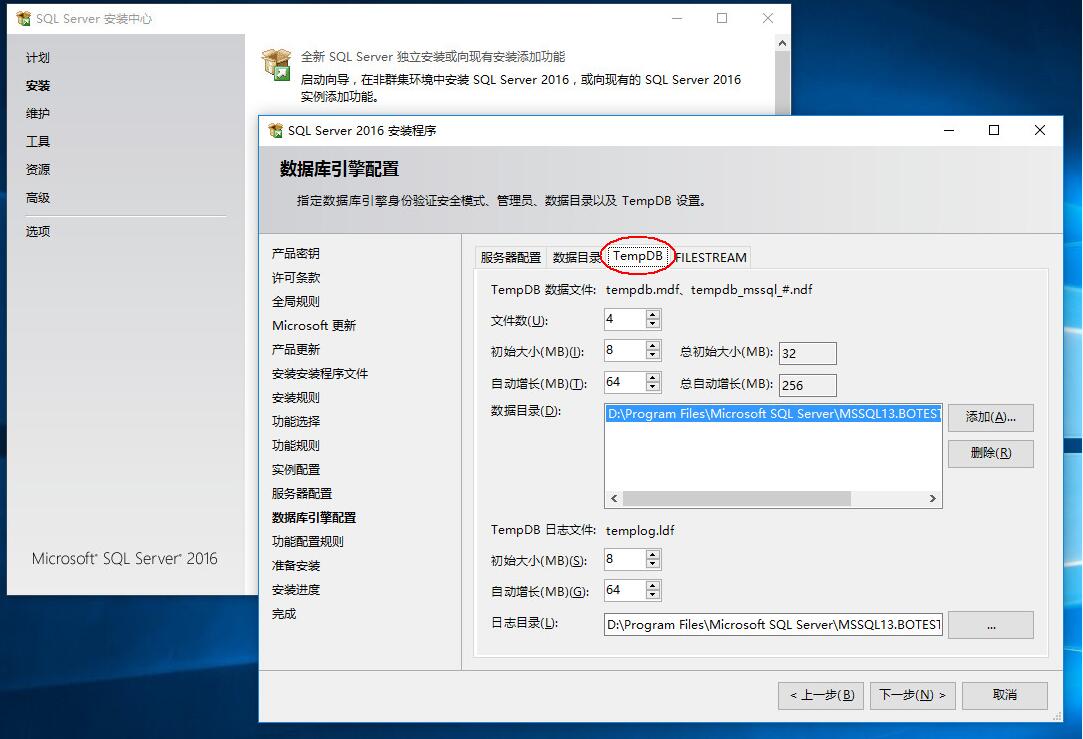 SQL Server 安装中心
计划
安装
维护
工具
资源
高级
选项
Microsoft® SQL Server® 2016
全新 SQL Server 独立安装或向现有安装添加功能
启动向导，在非群集环境中安装 SQL Server 2016，或向现有的 SQL Server 2016
实例添加功能。
SQL Server 2016 安装程序
数据库引擎配置
指定数据库引擎身份验证安全模式、管理员、数据目录以及 TempDB 设置。
产品密钥
许可条款
全局规则
Microsoft 更新
产品更新
安装安装程序文件
安装规则
功能选择
功能规则
实例配置
服务器配置
数据库引擎配置
功能配置规则
准备安装
安装进度
完成
服务器配置 数据目录 TempDB FILESTREAM
TempDB 数据文件: tempdb.mdf、tempdb_mssql_#.ndf
文件数(U): 4
初始大小(MB)(I): 8 总初始大小(MB): 32
自动增长(MB)(T): 64 总自动增长(MB): 256
数据目录(D): D:\Program Files\Microsoft SQL Server\MSSQL13.BOTEST 添加(A)...
删除(R)
TempDB 日志文件: templog.ldf
初始大小(MB)(S): 8
自动增长(MB)(G): 64
日志目录(L): D:\Program Files\Microsoft SQL Server\MSSQL13.BOTEST ...
< 上一步(B) 下一步(N) > 取消